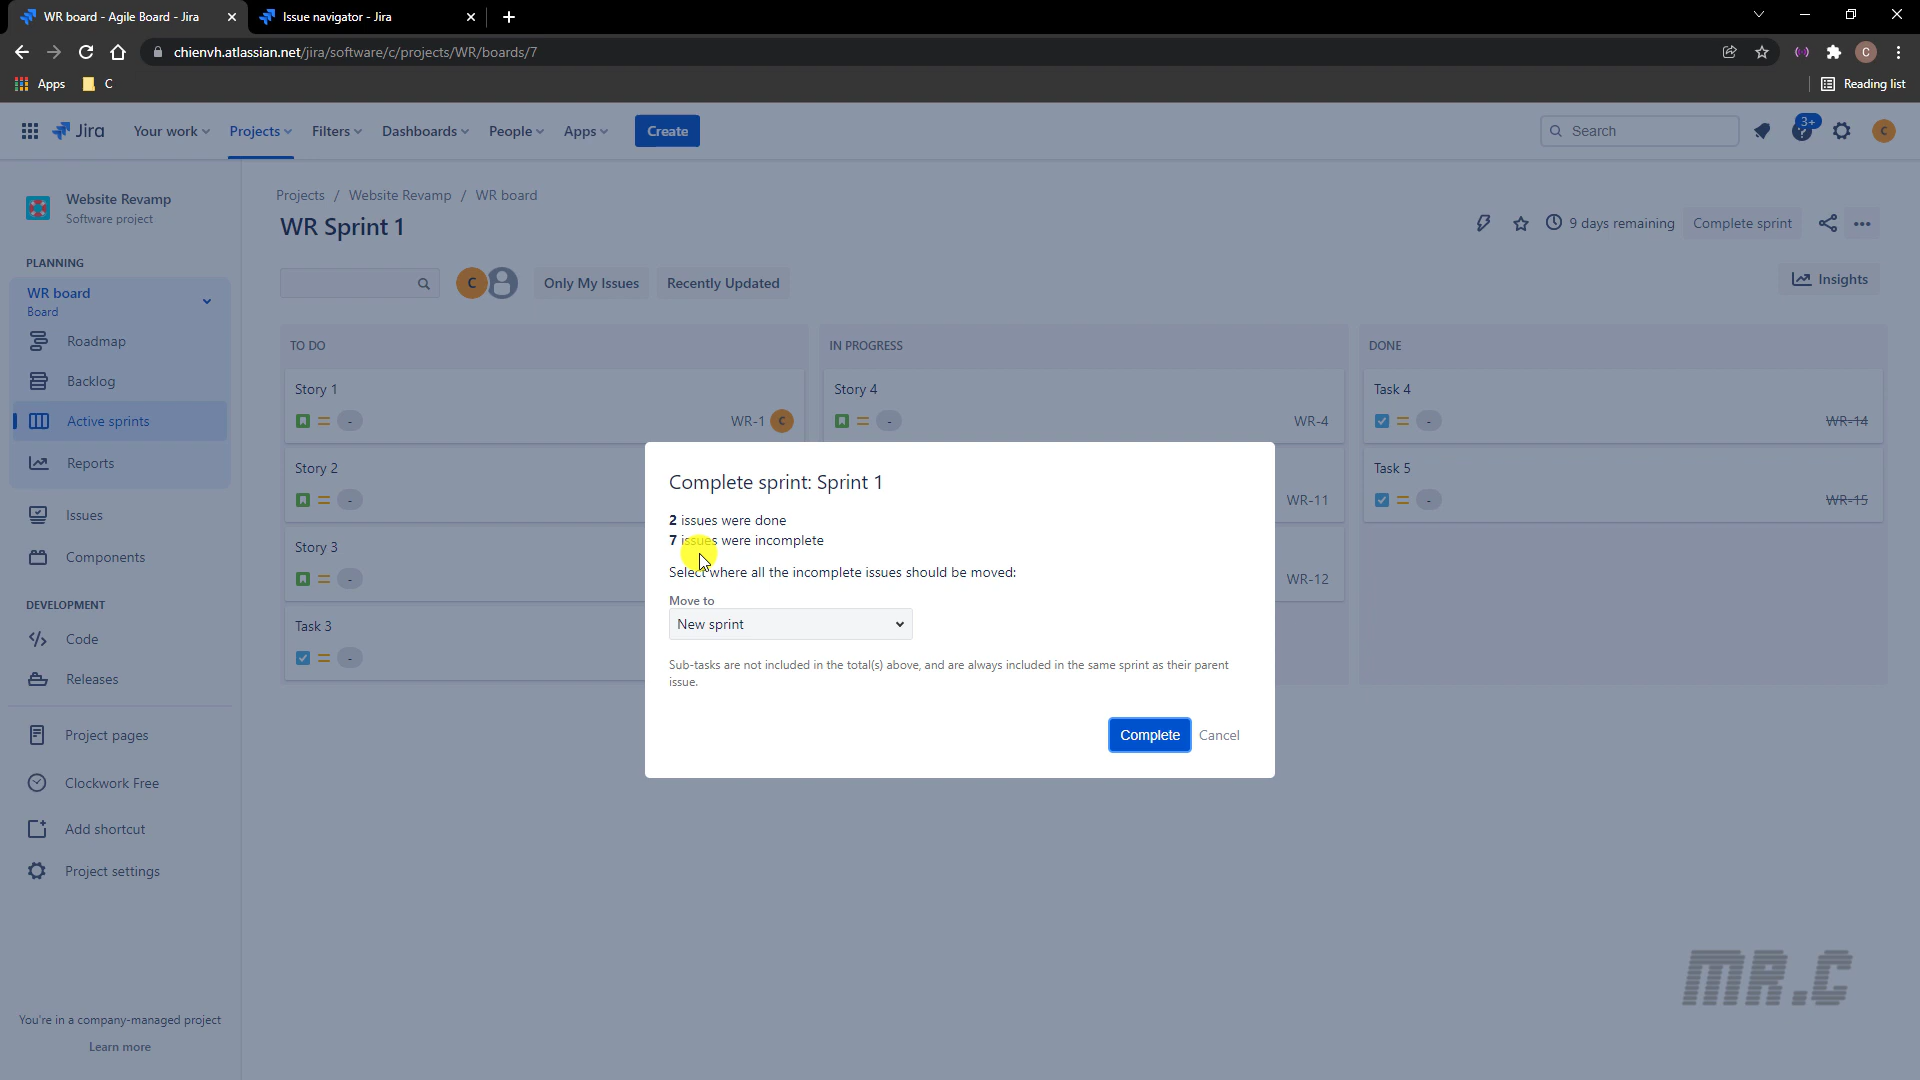 WR board - Agile Board - Jira
Issue navigator - Jira
chienvh.atlassian.net/jira/software/c/projects/WR/boards/7
C
Apps
C
Reading list
Jira
Your work
Projects
Filters
Dashboards
People
Apps
Create
Search
3+
?
C
Website Revamp
Software project
PLANNING
WR board
Board
Roadmap
Backlog
Active sprints
Reports
Issues
Components
DEVELOPMENT
Code
Releases
Project pages
Clockwork Free
Add shortcut
Project settings
You're in a company-managed project
Learn more
Projects / Website Revamp / WR board
WR Sprint 1
9 days remaining
Complete sprint
C
Only My Issues
Recently Updated
Insights
TO DO
Story 1
-
WR-1
C
Story 2
-
Story 3
-
Task 3
-
IN PROGRESS
Story 4
-
WR-4
WR-11
WR-12
DONE
Task 4
-
WR-14
Task 5
-
WR-15
Complete sprint: Sprint 1
2 issues were done
7 issues were incomplete
Select where all the incomplete issues should be moved:
Move to
New sprint
Sub-tasks are not included in the total(s) above, and are always included in the same sprint as their parent
issue.
Complete
Cancel
MR.C